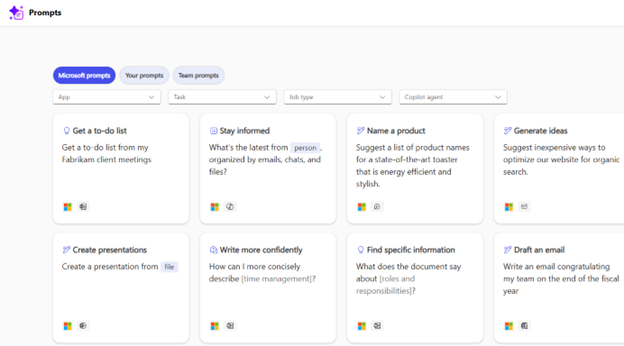 Prompts
Microsoft prompts
Your prompts
Team prompts
App
Task
Job type
Copilot agent
Get a to-do list
Get a to-do list from my
Fabrikam client meetings
Stay informed
What's the latest from person ,
organized by emails, chats, and
files?
Name a product
Suggest a list of product names
for a state-of-the-art toaster
that is energy efficient and
stylish.
Generate ideas
Suggest inexpensive ways to
optimize our website for organic
search.
Create presentations
Create a presentation from file
Write more confidently
How can I more concisely
describe [time management]?
Find specific information
What does the document say
about [roles and
responsibilities]?
Draft an email
Write an email congratulating
my team on the end of the fiscal
year